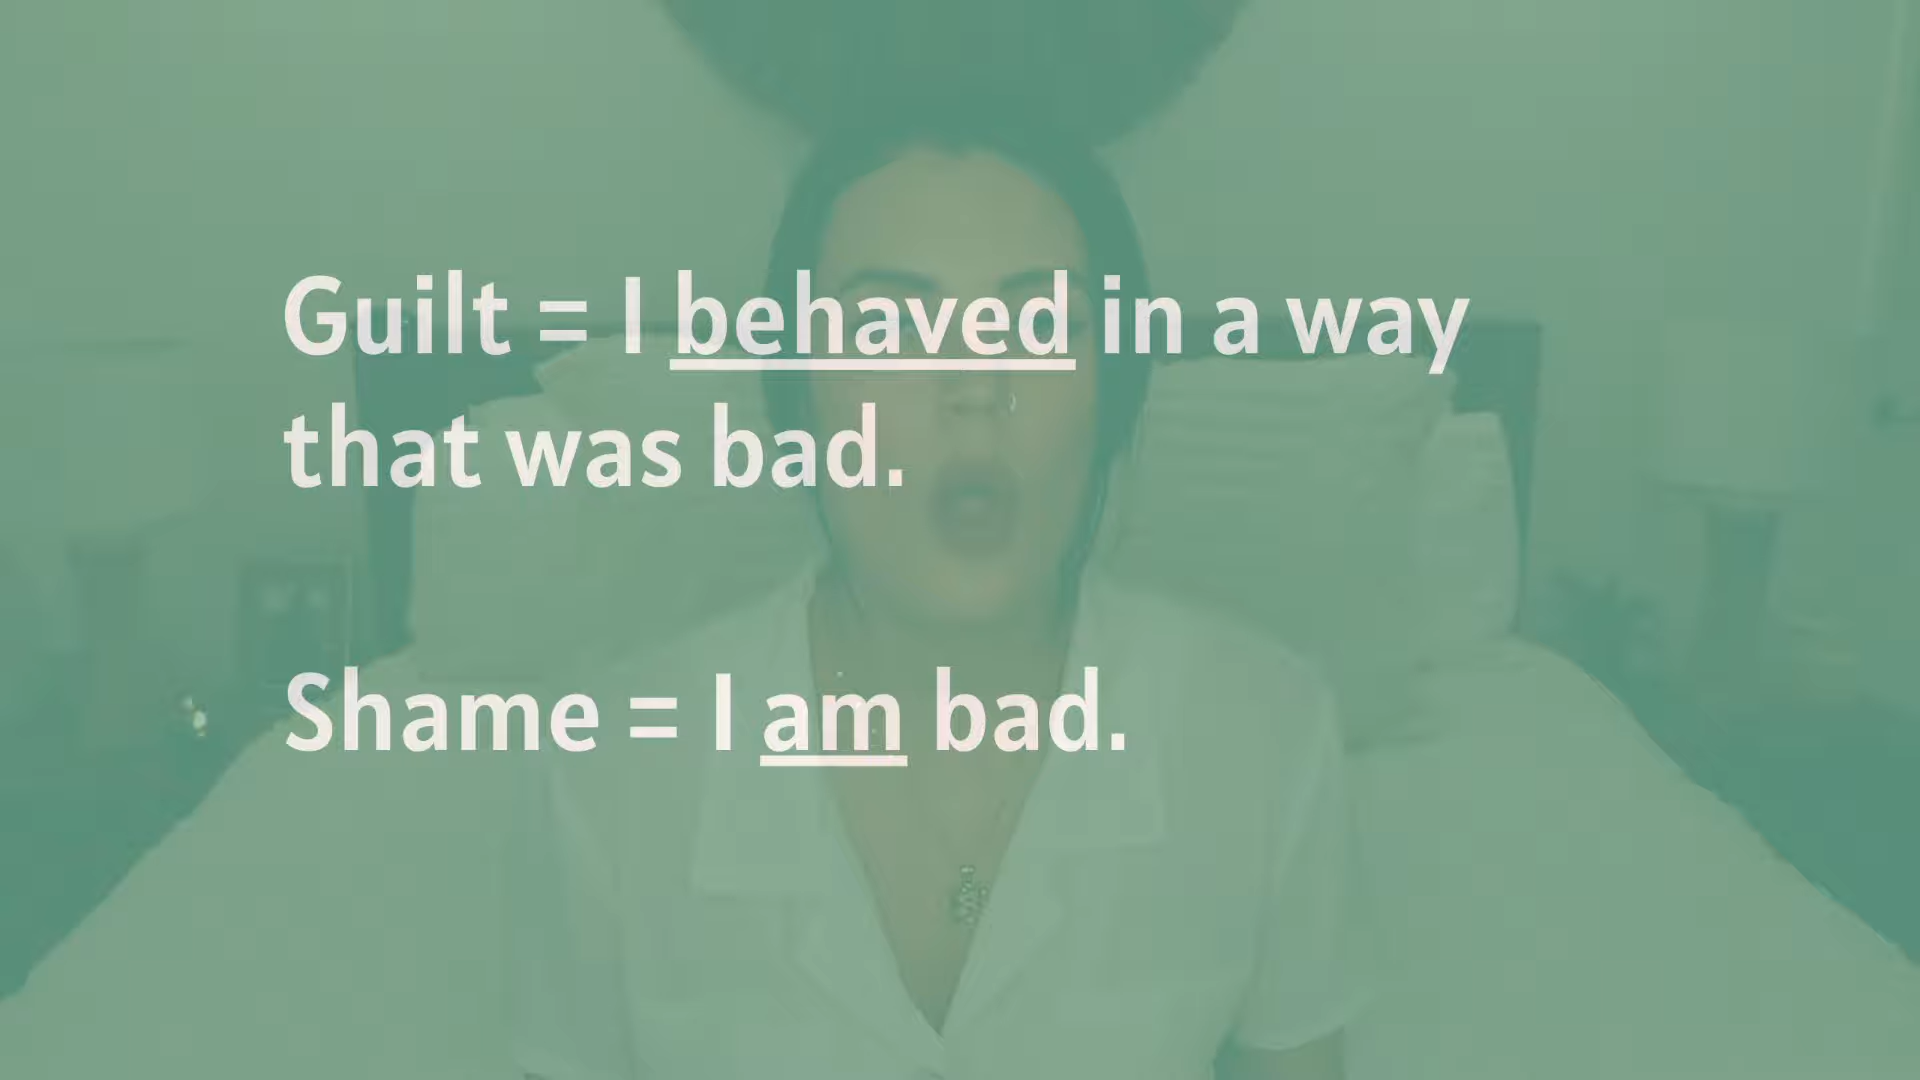 Guilt = I behaved in a way
that was bad.
Shame = I am bad.